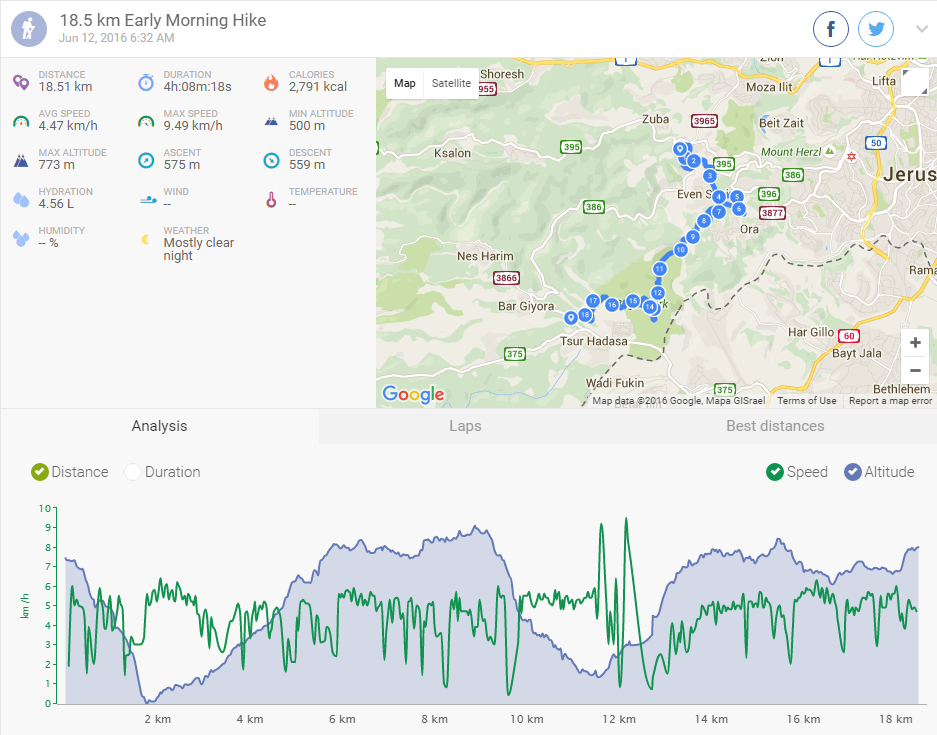 18.5 km Early Morning Hike
Jun 12, 2016 6:32 AM
DISTANCE
18.51 km
DURATION
4h:08m:18s
CALORIES
2,791 kcal
AVG SPEED
4.47 km/h
MAX SPEED
9.49 km/h
MIN ALTITUDE
500 m
MAX ALTITUDE
773 m
ASCENT
575 m
DESCENT
559 m
HYDRATION
4.56 L
WIND
--
TEMPERATURE
--
HUMIDITY
-- %
WEATHER
Mostly clear
night
Map
Satellite
Shoresh
955
1
1
Moza Ilit
Lifta
Zuba
3965
Beit Zait
50
395
Ksalon
Mount Herzl
395
386
Jerus
2
3
4
5
6
7
8
9
10
11
12
14
15
16
17
18
Even S
396
386
3877
Ora
Nes Harim
Rama
3866
Bar Giyora
Har Gillo
60
Tsur Hadasa
Bayt Jala
375
Wadi Fukin
375
Bethlehem
+
−
Google
Map data ©2016 Google, Mapa GISrael
Terms of Use
Report a map error
Analysis
Laps
Best distances
Distance
Duration
Speed
Altitude
km/h
10
9
8
7
6
5
4
3
2
1
0
2 km
4 km
6 km
8 km
10 km
12 km
14 km
16 km
18 km